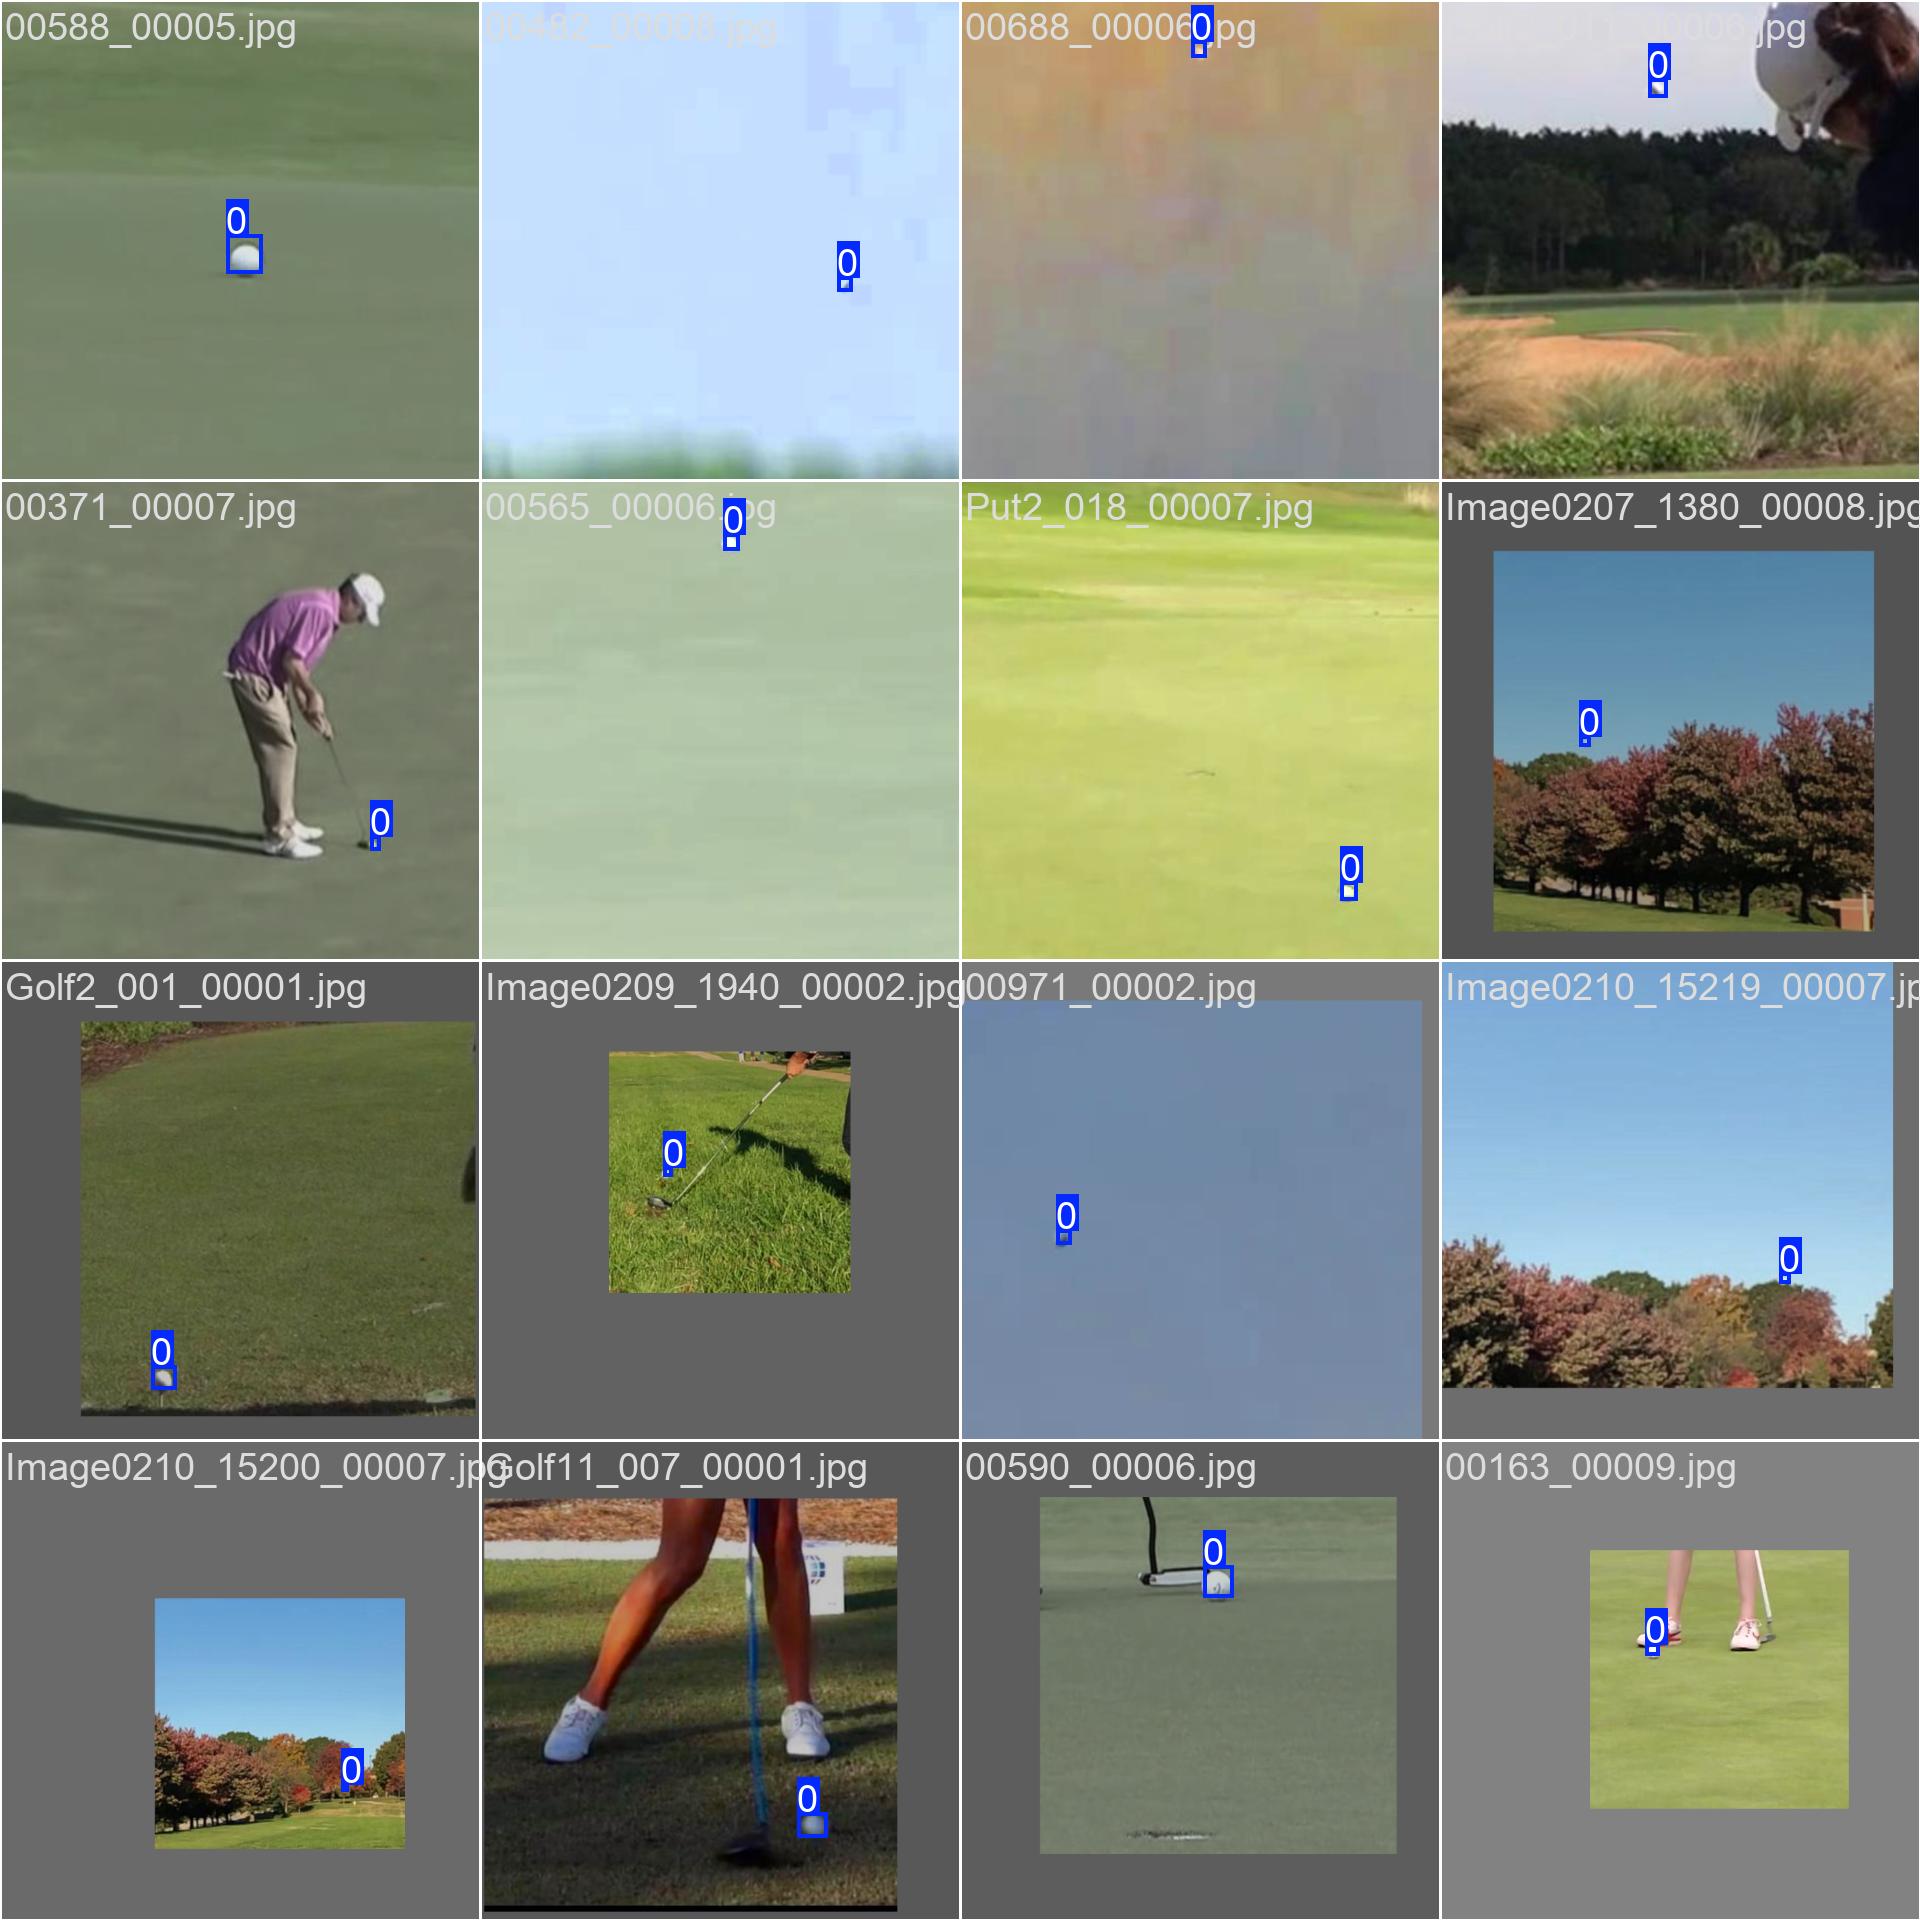 00588_00005.jpg
00482_00008.jpg
00688_00006.jpg
0006.jpg
0
0
0
0
00371_00007.jpg
00565_00006.jpg
Put2_018_00007.jpg
Image0207_1380_00008.jpg
0
0
0
0
Golf2_001_00001.jpg
Image0209_1940_00002.jpg
00971_00002.jpg
Image0210_15219_00007.jp
0
0
0
0
Image0210_15200_00007.jpg
Golf11_007_00001.jpg
00590_00006.jpg
00163_00009.jpg
0
0
0
0